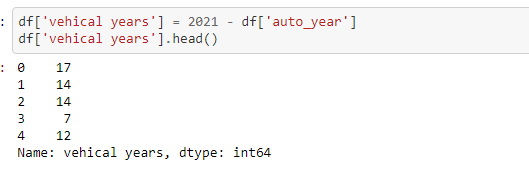 : df['vehical years'] = 2021 - df['auto_year']
df['vehical years'].head()
: 0    17
1    14
2    14
3     7
4    12
Name: vehical years, dtype: int64